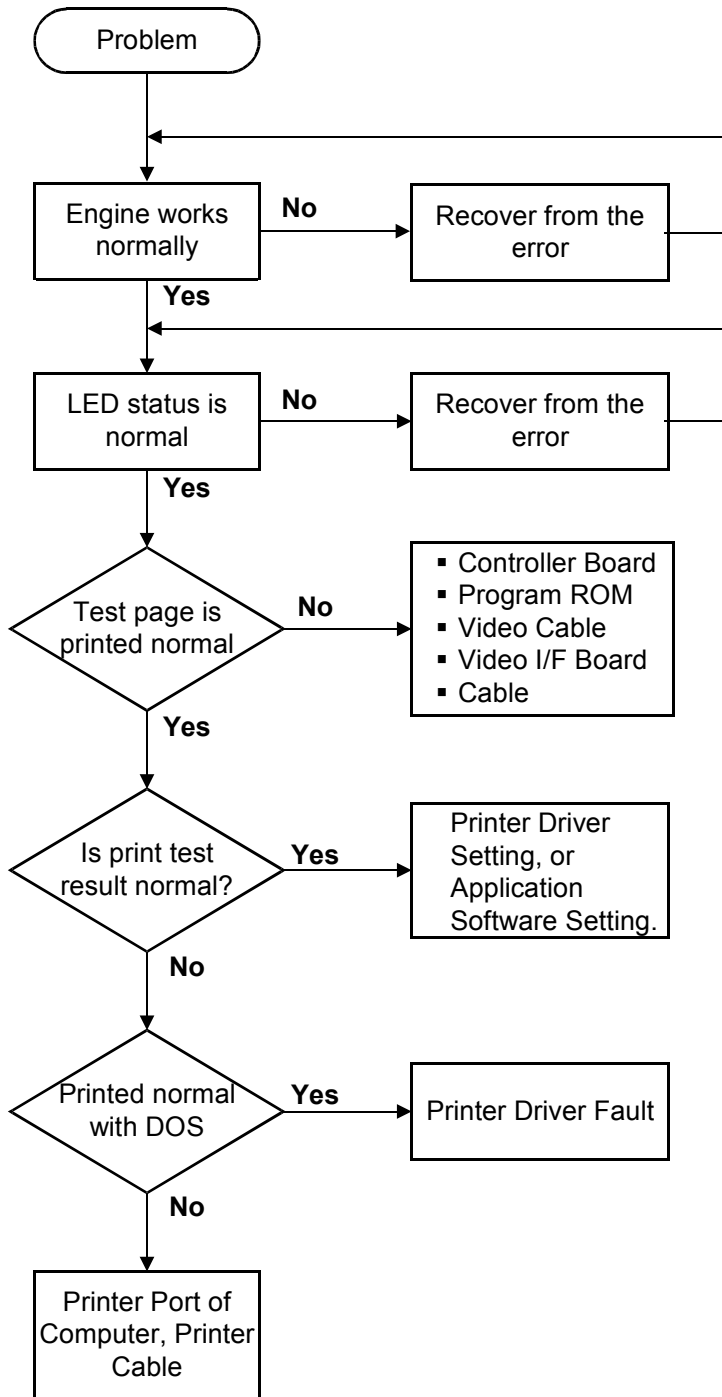 Problem
Engine works
normally
No
Recover from the
error
Yes
LED status is
normal
No
Recover from the
error
Yes
Test page is
printed normal
No
▪ Controller Board
▪ Program ROM
▪ Video Cable
▪ Video I/F Board
▪ Cable
Yes
Is print test
result normal?
Yes
Printer Driver
Setting, or
Application
Software Setting.
No
Printed normal
with DOS
Yes
Printer Driver Fault
No
Printer Port of
Computer, Printer
Cable